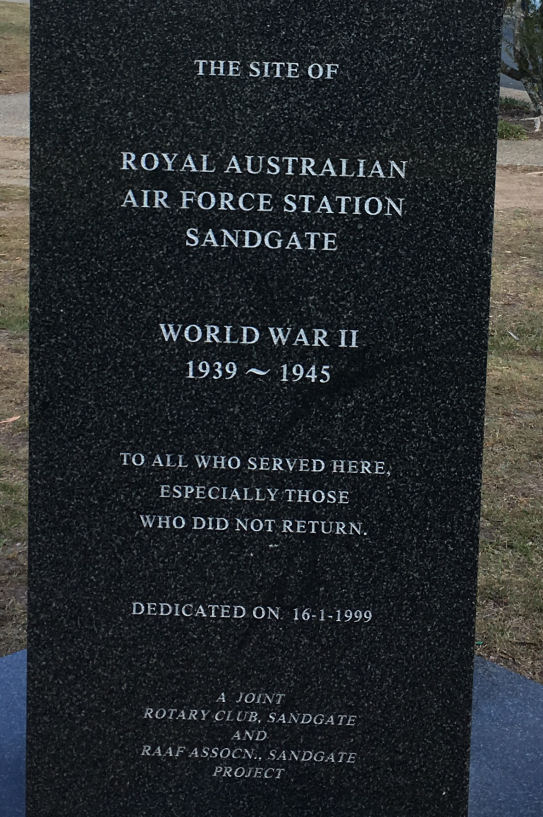 THE SITE OF
ROYAL AUSTRALIAN
AIR FORCE STATION
SANDGATE
WORLD WAR II
1939 ~ 1945
TO ALL WHO SERVED HERE,
ESPECIALLY THOSE
WHO DID NOT RETURN.
DEDICATED ON 16-1-1999
A JOINT
ROTARY CLUB, SANDGATE
AND
RAAF ASSOCN., SANDGATE
PROJECT